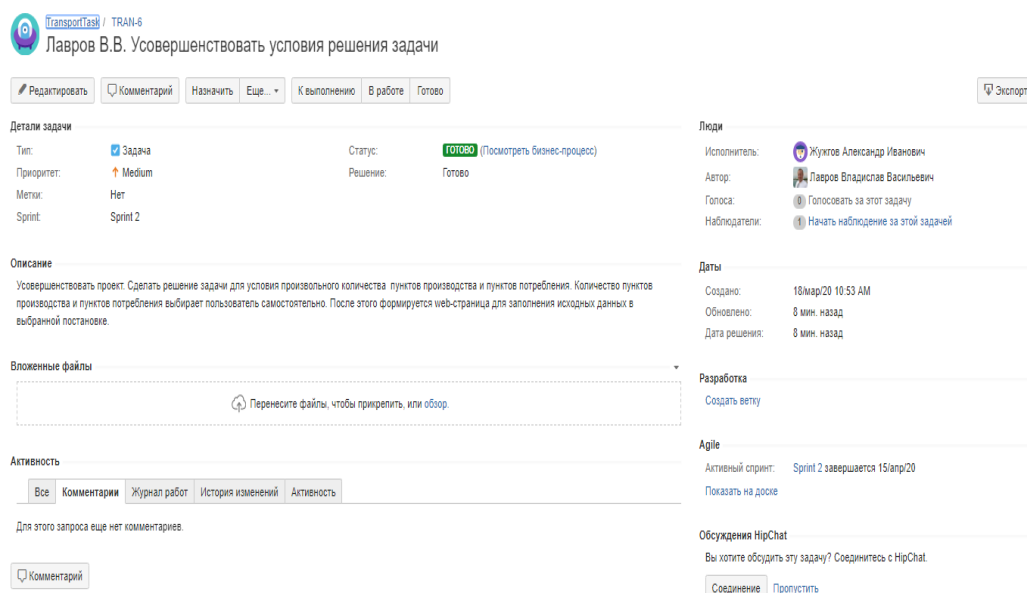 TransportTask / TRAN-6
Лавров В.В. Усовершенствовать условия решения задачи
Редактировать Комментарий Назначить Еще... К выполнению В работе Готово Экспорт
Детали задачи
Тип: Задача Статус: ГОТОВО (Посмотреть бизнес-процесс)
Приоритет: Medium Решение: Готово
Метки: Нет
Sprint: Sprint 2
Описание
Усовершенствовать проект. Сделать решение задачи для условия произвольного количества пунктов производства и пунктов потребления. Количество пунктов
производства и пунктов потребления выбирает пользователь самостоятельно. После этого формируется web-страница для заполнения исходных данных в
выбранной постановке.
Вложенные файлы
Перенесите файлы, чтобы прикрепить, или обзор.
Активность
Все Комментарии Журнал работ История изменений Активность
Для этого запроса еще нет комментариев.
Комментарий
Люди
Исполнитель: Жужгов Александр Иванович
Автор: Лавров Владислав Васильевич
Голоса: 0 Голосовать за этот задачу
Наблюдатели: 1 Начать наблюдение за этой задачей
Даты
Создано: 18/мар/20 10:53 AM
Обновлено: 8 мин. назад
Дата решения: 8 мин. назад
Разработка
Создать ветку
Agile
Активный спринт: Sprint 2 завершается 15/апр/20
Показать на доске
Обсуждения HipChat
Вы хотите обсудить эту задачу? Соединитесь с HipChat.
Соединение Пропустить